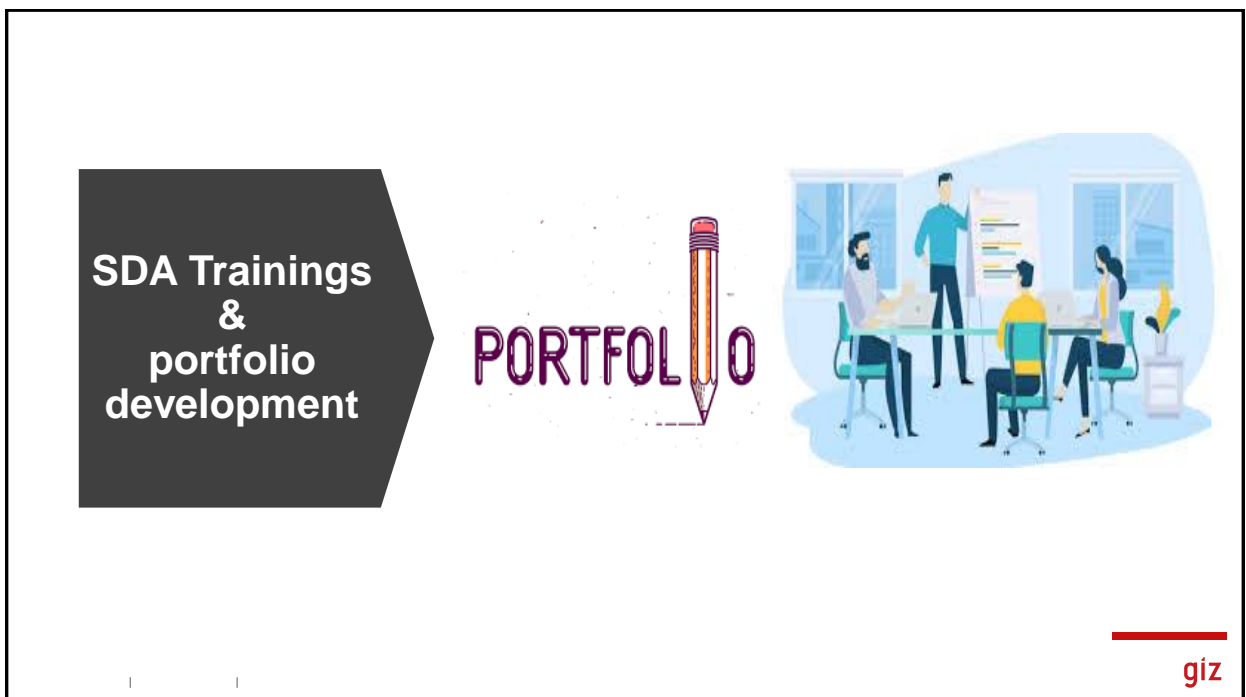 SDA Trainings
&
portfolio
development
PORTFOLIO
giz